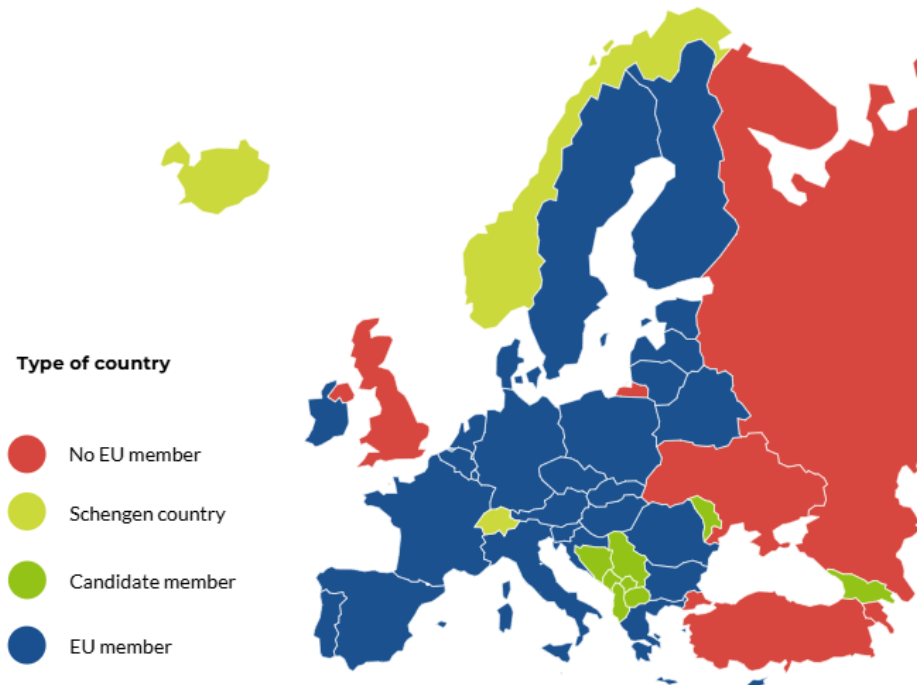 Type of country
No EU member
Schengen country
Candidate member
EU member